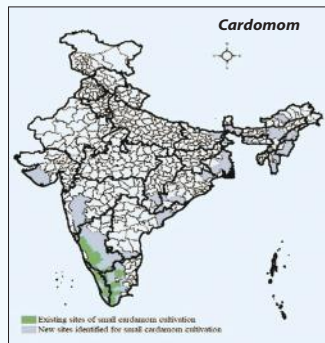 Cardomom
Existing sites of small cardamom cultivation
New sites identified for small cardamom cultivation